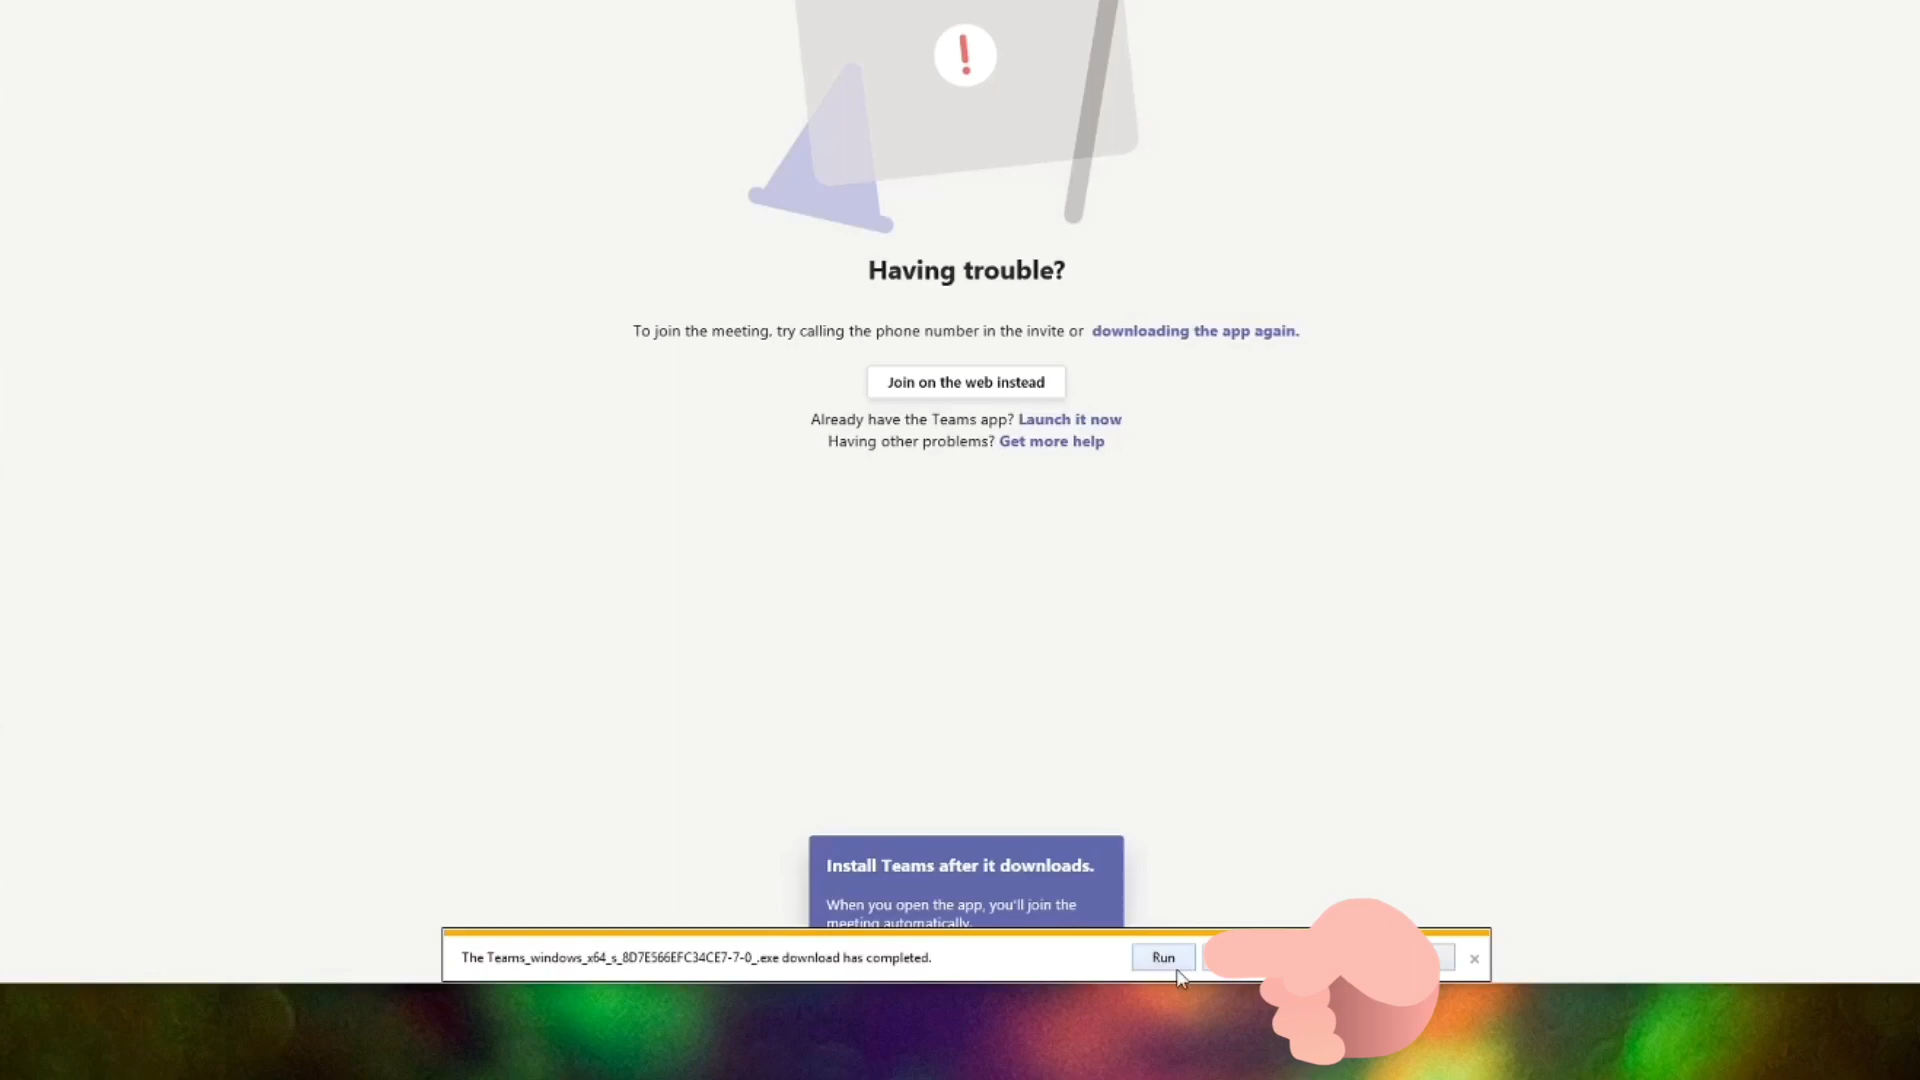 Having trouble?
To join the meeting, try calling the phone number in the invite or downloading the app again.
Join on the web instead
Already have the Teams app? Launch it now
Having other problems? Get more help
Install Teams after it downloads.
When you open the app, you'll join the
meeting automatically.
The Teams_windows_x64_s_8D7E566EFC34CE7-7-0_.exe download has completed.
Run